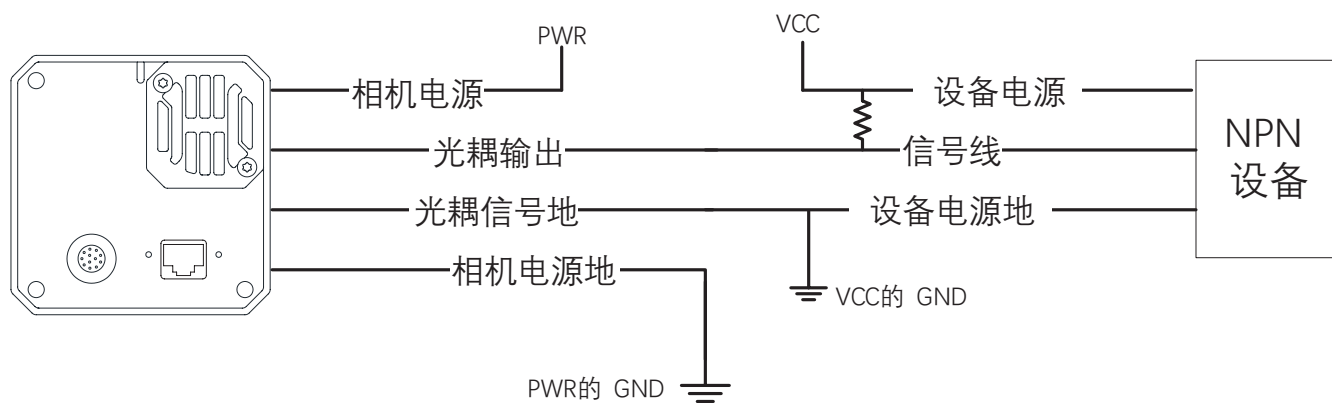 PWR
VCC
相机电源
设备电源
光耦输出
信号线
NPN
设备
光耦信号地
设备电源地
相机电源地
VCC的 GND
PWR的 GND